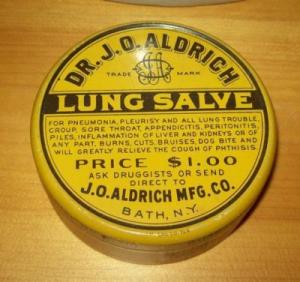 DR. J. O. ALDRICH
TRADE MARK
LUNG SALVE
FOR PNEUMONIA, PLEURISY AND ALL LUNG TROUBLE,
CROUP, SORE THROAT, APPENDICITIS, PERITONITIS,
PILES, INFLAMMATION OF LIVER AND KIDNEYS OR OF
ANY PART, BURNS, CUTS, BRUISES, DOG BITE AND
WILL GREATLY RELIEVE THE COUGH OF PHTHISIS.
PRICE $1.00
ASK DRUGGISTS OR SEND
DIRECT TO
J.O. ALDRICH MFG. CO.
BATH, N.Y.